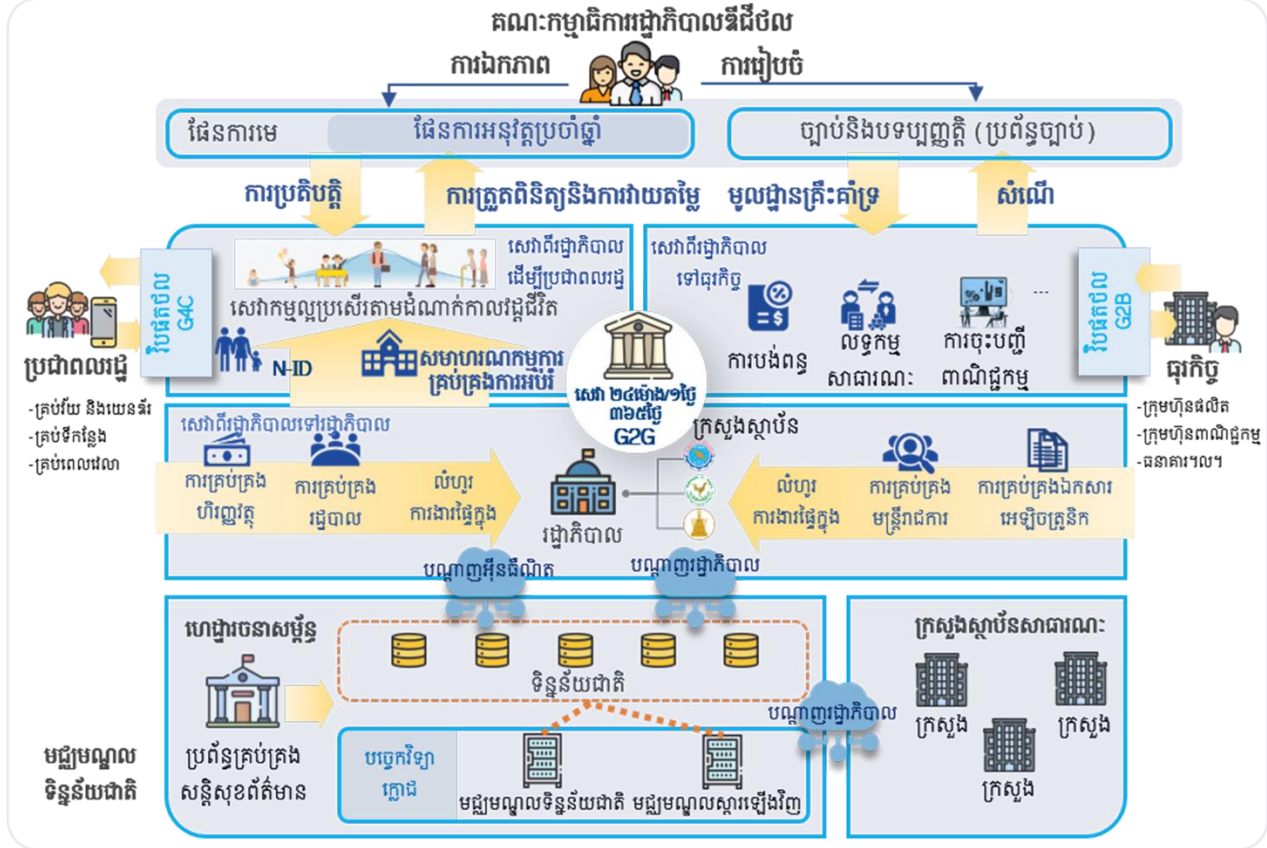 គណៈកម្មាធិការរដ្ឋាភិបាលឌីជីថល
ការឯកភាព
ការរៀបចំ
ផែនការមេ
ផែនការអនុវត្តប្រចាំឆ្នាំ
ច្បាប់និងបទប្បញ្ញត្តិ (ប្រព័ន្ធច្បាប់)
ការប្រតិបត្តិ
ការត្រួតពិនិត្យនិងការវាយតម្លៃ
មូលដ្ឋានគ្រឹះគាំទ្រ
សំណើ
សេវាពីរដ្ឋាភិបាល
ដើម្បីប្រជាពលរដ្ឋ
សេវាកម្មល្អប្រសើរតាមដំណាក់កាលវដ្ដជីវិត
វិបផតថល
G4C
ប្រជាពលរដ្ឋ
-គ្រប់វ័យ និងយេនឌ័រ
-គ្រប់ទីកន្លែង
-គ្រប់ពេលវេលា
N-ID
សមាហរណកម្មការ
គ្រប់គ្រងការអប់រំ
សេវាពីរដ្ឋាភិបាល
ទៅធុរកិច្ច
ការបង់ពន្ធ
លទ្ធកម្ម
សាធារណៈ
ការចុះបញ្ជី
ពាណិជ្ជកម្ម
...
វិបផតថល
G2B
ធុរកិច្ច
-ក្រុមហ៊ុនផលិត
-ក្រុមហ៊ុនពាណិជ្ជកម្ម
-ធនាគារ។ល។
សេវា ២៤ម៉ោង/១ថ្ងៃ
៣៦៥ថ្ងៃ
G2G
សេវាពីរដ្ឋាភិបាលទៅរដ្ឋាភិបាល
ការគ្រប់គ្រង
ហិរញ្ញវត្ថុ
ការគ្រប់គ្រង
រដ្ឋបាល
លំហូរ
ការងារផ្ទៃក្នុង
រដ្ឋាភិបាល
ក្រសួងស្ថាប័ន
លំហូរ
ការងារផ្ទៃក្នុង
ការគ្រប់គ្រង
មន្ត្រីរាជការ
ការគ្រប់គ្រងឯកសារ
អេឡិចត្រូនិក
បណ្តាញអ៊ីនធឺណិត
បណ្តាញរដ្ឋាភិបាល
ហេដ្ឋារចនាសម្ព័ន្ធ
ទិន្នន័យជាតិ
ប្រព័ន្ធគ្រប់គ្រង
សន្តិសុខព័ត៌មាន
មជ្ឈមណ្ឌល
ទិន្នន័យជាតិ
បច្ចេកវិទ្យា
ក្លោដ
មជ្ឈមណ្ឌលទិន្នន័យជាតិ
មជ្ឈមណ្ឌលស្តារឡើងវិញ
បណ្តាញរដ្ឋាភិបាល
ក្រសួងស្ថាប័នសាធារណៈ
ក្រសួង
ក្រសួង
ក្រសួង